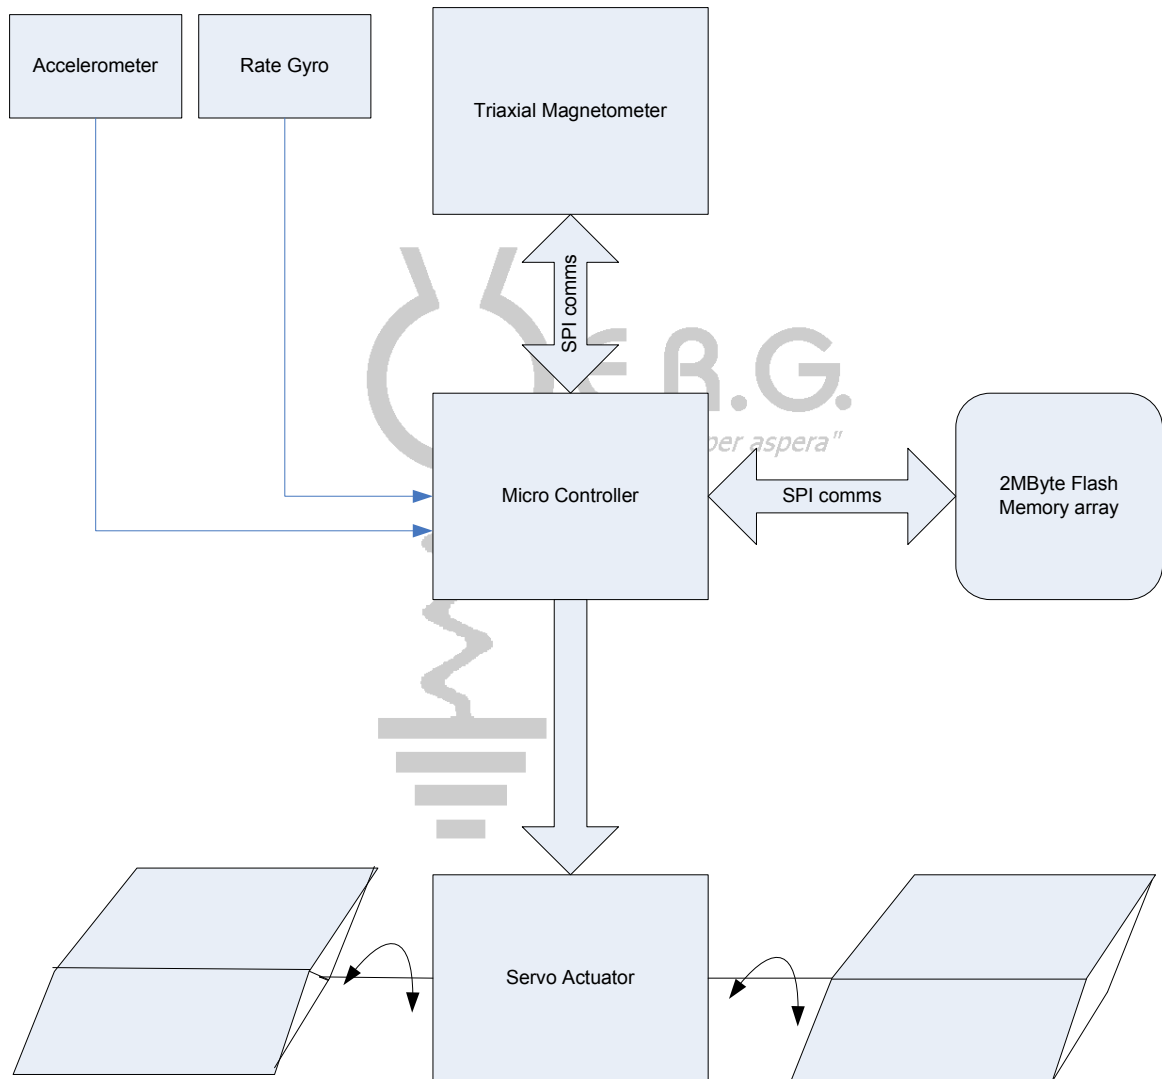 Accelerometer
Rate Gyro
Triaxial Magnetometer
SPI comms
E.R.G.
per aspera"
Micro Controller
SPI comms
2MByte Flash
Memory array
Servo Actuator